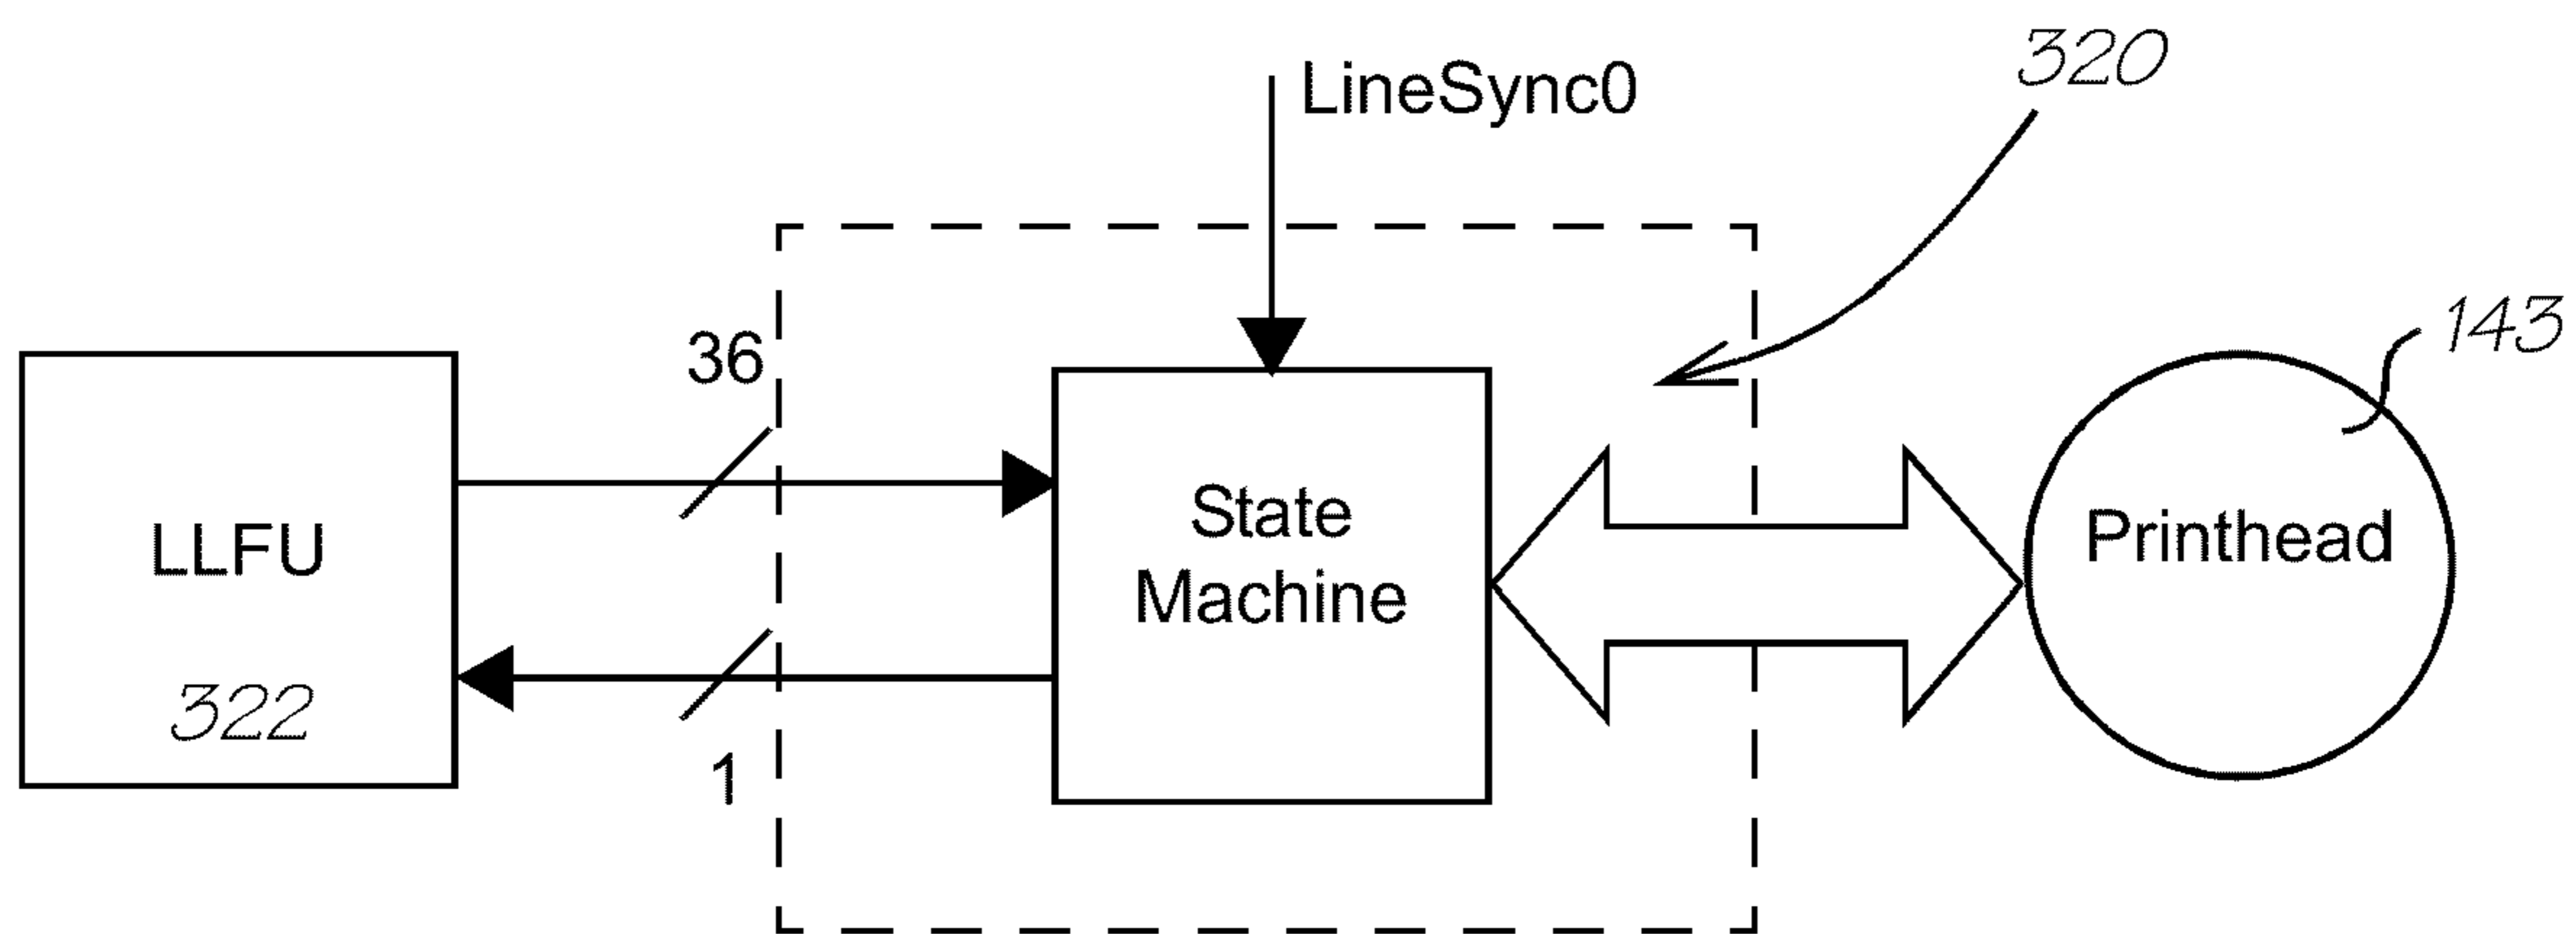 LineSync0
320
36
143
LLFU
322
State
Machine
Printhead
1